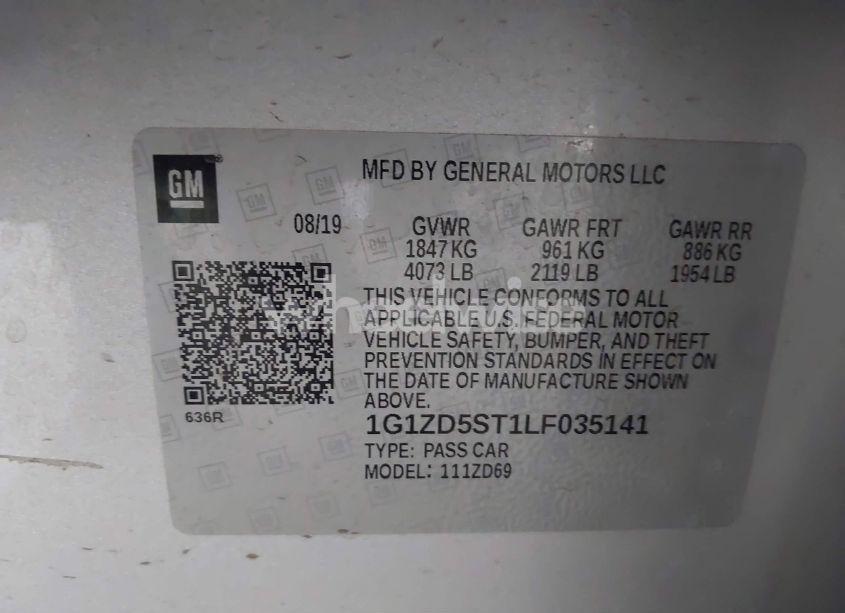 GM
MFD BY GENERAL MOTORS LLC
08/19 GVWR GAWR FRT GAWR RR
1847 KG 961 KG 886 KG
4073 LB 2119 LB 1954 LB
THIS VEHICLE CONFORMS TO ALL
APPLICABLE U.S. FEDERAL MOTOR
VEHICLE SAFETY, BUMPER, AND THEFT
PREVENTION STANDARDS IN EFFECT ON
THE DATE OF MANUFACTURE SHOWN
ABOVE.
636R
1G1ZD5ST1LF035141
TYPE: PASS CAR
MODEL: 111ZD69